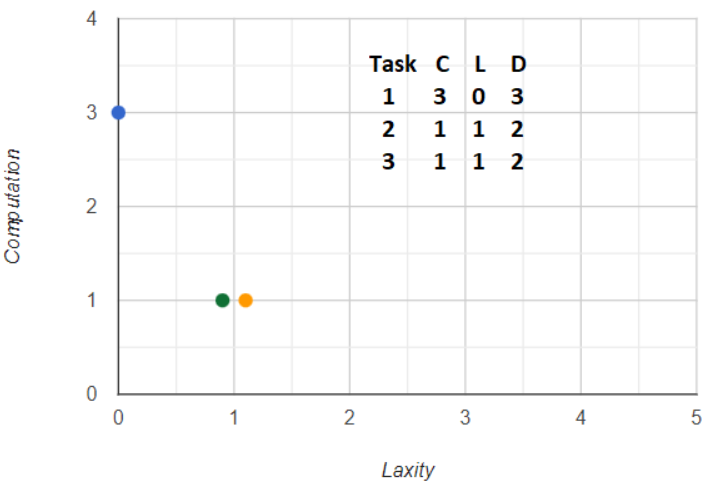 4
Task C L D
1 3 0 3
3
2 1 1 2
3 1 1 2
2
Computation
1
0
0 1 2 3 4 5
Laxity